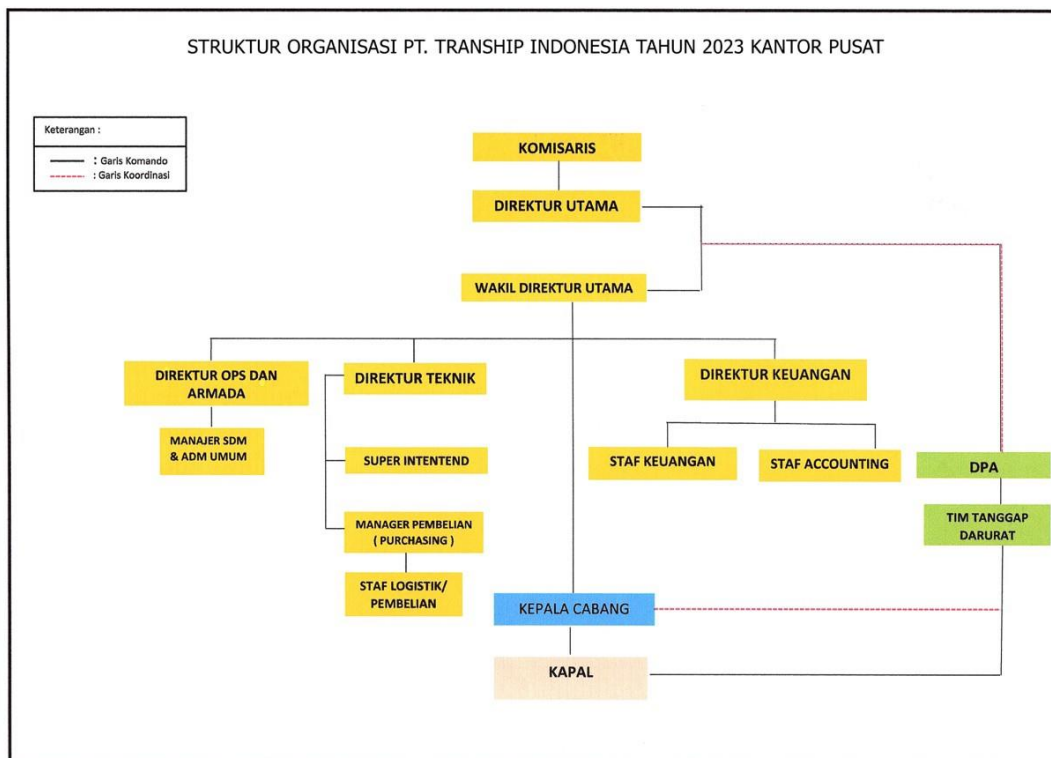 STRUKTUR ORGANISASI PT. TRANSHIP INDONESIA TAHUN 2023 KANTOR PUSAT
Keterangan :
: Garis Komando
: Garis Koordinasi
KOMISARIS
DIREKTUR UTAMA
WAKIL DIREKTUR UTAMA
DIREKTUR OPS DAN
ARMADA
DIREKTUR TEKNIK
DIREKTUR KEUANGAN
MANAJER SDM
& ADM UMUM
SUPER INTENTEND
STAF KEUANGAN
STAF ACCOUNTING
DPA
MANAGER PEMBELIAN
( PURCHASING )
TIM TANGGAP
DARURAT
STAF LOGISTIK/
PEMBELIAN
KEPALA CABANG
KAPAL